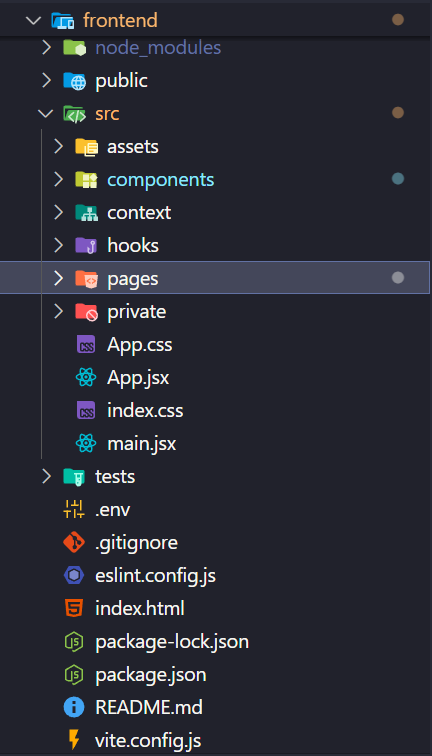 frontend
node_modules
public
src
assets
components
context
hooks
pages
private
App.css
App.jsx
index.css
main.jsx
tests
.env
.gitignore
eslint.config.js
index.html
package-lock.json
package.json
README.md
vite.config.js